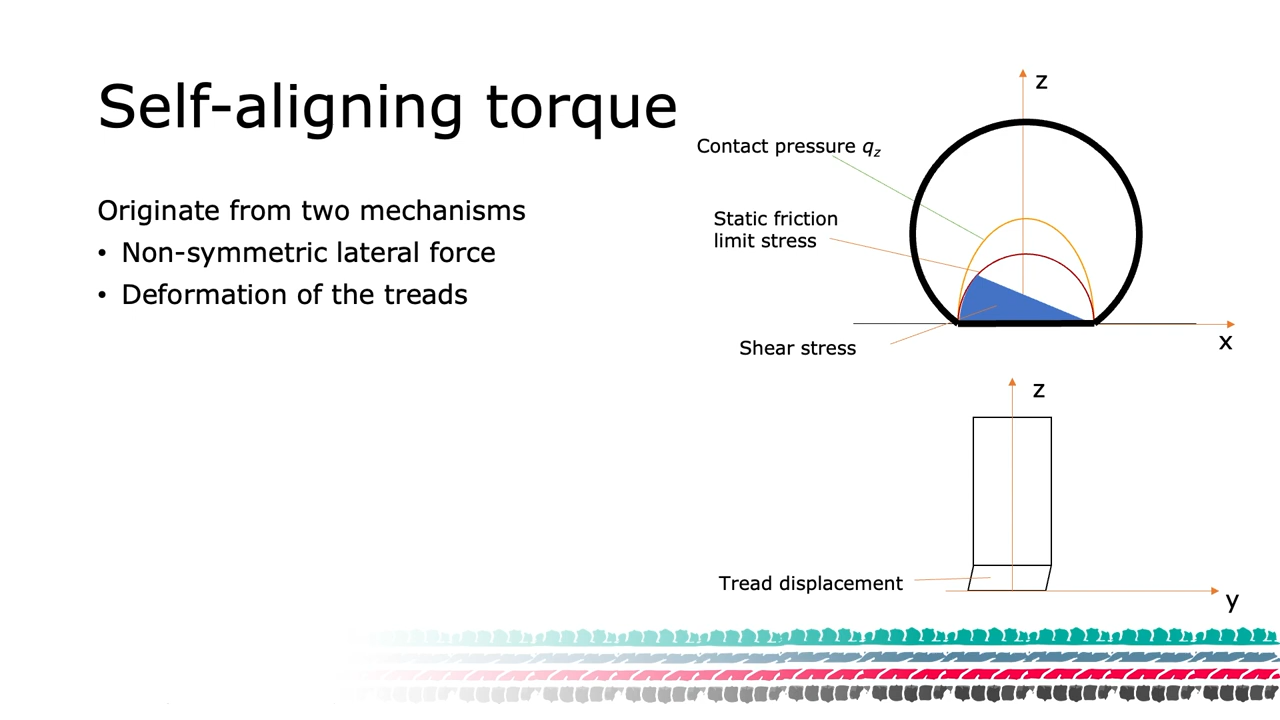 Self-aligning torque
Originate from two mechanisms
• Non-symmetric lateral force
• Deformation of the treads
z
Contact pressure qz
Static friction
limit stress
Shear stress
x
z
Tread displacement
y